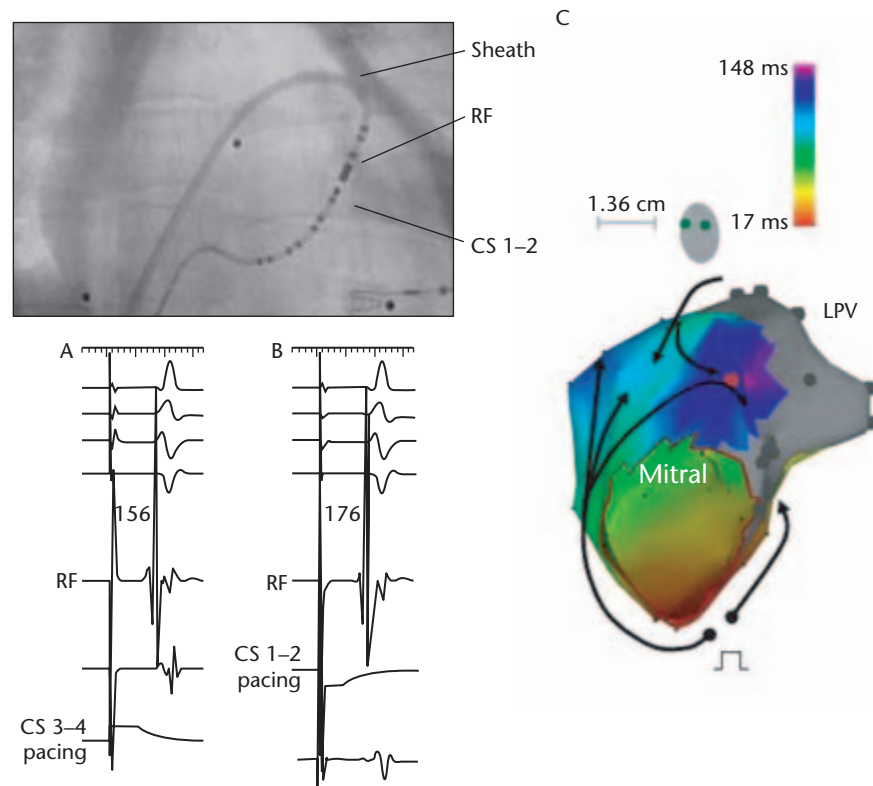 C
Sheath
RF
CS 1–2
148 ms
1.36 cm
17 ms
LPV
Mitral
A
B
156
176
RF
RF
CS 1–2
pacing
CS 3–4
pacing